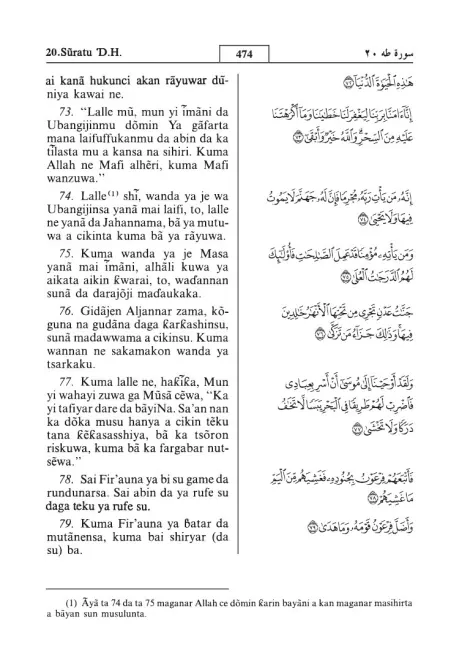 20.Sūratu Ɗ.H.
474
سورة طه ٢٠
ai kanā hukunci akan rāyuwar dū-
niya kawai ne.
73. “Lalle mū, mun yi īmāni da
Ubangijinmu dōmin Ya gāfarta
mana laifuffukanmu da abin da ka
tīlasta mu a kansa na sihiri. Kuma
Allah ne Mafi alhēri, kuma Mafi
wanzuwa.”
74. Lalle⁽¹⁾ shī, wanda ya je wa
Ubangijinsa yanā mai laifi, to, lalle
ne yanā da Jahannama, bā ya mutu-
wa a cikinta kuma bā ya rāyuwa.
75. Kuma wanda ya je Masa
yanā mai īmāni, alhāli kuwa ya
aikata aikin ƙwarai, to, waɗannan
sunā da darajōji maɗaukaka.
76. Gidājen Aljannar zama, kō-
guna na gudāna daga ƙarƙashinsu,
sunā madawwama a cikinsu. Kuma
wannan ne sakamakon wanda ya
tsarkaku.
77. Kuma lalle ne, haƙīƙa, Mun
yi wahayi zuwa ga Mūsā cēwa, “Ka
yi tafiyar dare da bāyiNa. Sa'an nan
ka dōka musu hanya a cikin tēku
tana ƙēƙasasshiya, bā ka tsōron
riskuwa, kuma bā ka fargabar nut-
sēwa.”
78. Sai Fir'auna ya bi su game da
rundunarsa. Sai abin da ya rufe su
daga teku ya rufe su.
79. Kuma Fir'auna ya ɓatar da
mutānensa, kuma bai shiryar (da
su) ba.
هَٰذِهِ ٱلْحَيَوٰةَ ٱلدُّنْيَآ ٧٢
إِنَّآ ءَامَنَّا بِرَبِّنَا لِيَغْفِرَ لَنَا خَطَٰيَٰنَا وَمَآ أَكْرَهْتَنَا
عَلَيْهِ مِنَ ٱلسِّحْرِ وَٱللَّهُ خَيْرٌ وَأَبْقَىٰٓ ٧٣
إِنَّهُۥ مَن يَأْتِ رَبَّهُۥ مُجْرِمًا فَإِنَّ لَهُۥ جَهَنَّمَ لَا يَمُوتُ
فِيهَا وَلَا يَحْيَىٰ ٧٤
وَمَن يَأْتِهِۦ مُؤْمِنًا قَدْ عَمِلَ ٱلصَّٰلِحَٰتِ فَأُو۟لَٰٓئِكَ
لَهُمُ ٱلدَّرَجَٰتُ ٱلْعُلَىٰ ٧٥
جَنَّٰتُ عَدْنٍ تَجْرِى مِن تَحْتِهَا ٱلْأَنْهَٰرُ خَٰلِدِينَ
فِيهَا وَذَٰلِكَ جَزَآءُ مَن تَزَكَّىٰ ٧٦
وَلَقَدْ أَوْحَيْنَآ إِلَىٰ مُوسَىٰٓ أَنْ أَسْرِ بِعِبَادِى
فَٱضْرِبْ لَهُمْ طَرِيقًا فِى ٱلْبَحْرِ يَبَسًا لَّا تَخَٰفُ
دَرَكًا وَلَا تَخْشَىٰ ٧٧
فَأَتْبَعَهُمْ فِرْعَوْنُ بِجُنُودِهِۦ فَغَشِيَهُم مِّنَ ٱلْيَمِّ
مَا غَشِيَهُمْ ٧٨
وَأَضَلَّ فِرْعَوْنُ قَوْمَهُۥ وَمَا هَدَىٰ ٧٩
(1) Āyā ta 74 da ta 75 maganar Allah ce dōmin ƙarin bayāni a kan maganar masihirta
a bāyan sun musulunta.